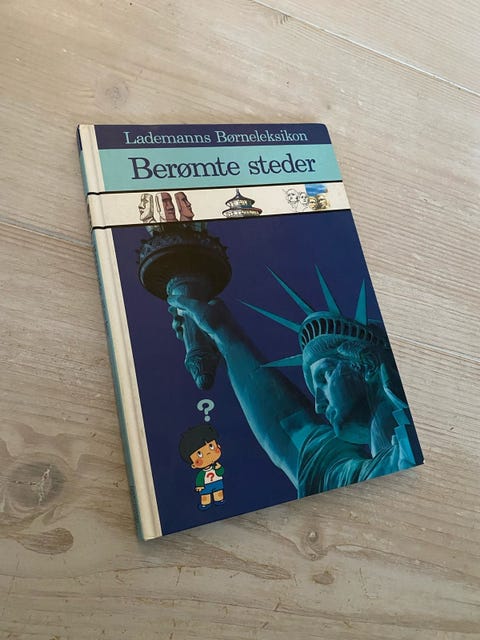 Lademanns Børneleksikon
Berømte steder
?
?